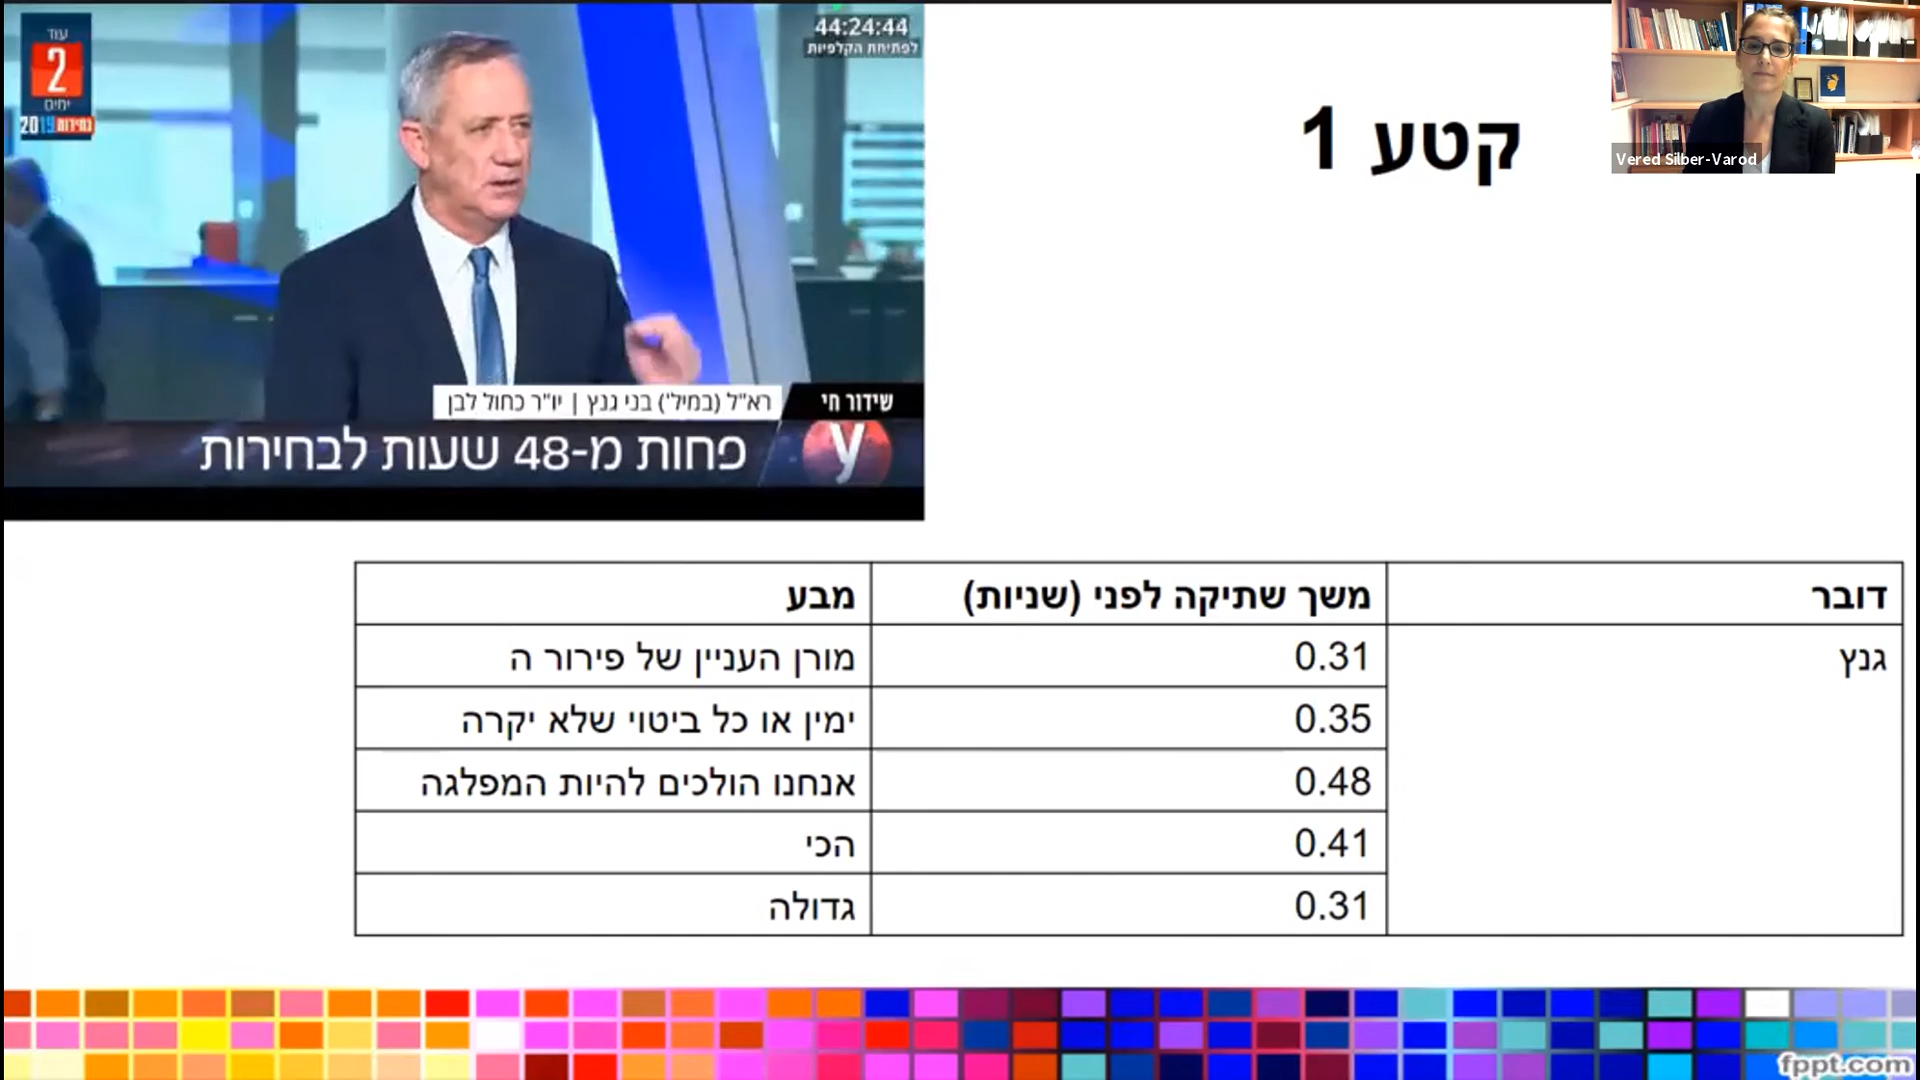 עוד
2
ימים
בחירות 2019
44:24:44
לפתיחת הקלפיות
קטע 1
Vered Silber-Varod
רא"ל (במיל') בני גנץ | יו"ר כחול לבן
שידור חי
פחות מ-48 שעות לבחירות
y
דובר משך שתיקה לפני (שניות) מבע
גנץ 0.31 מורן העניין של פירור ה
0.35 ימין או כל ביטוי שלא יקרה
0.48 אנחנו הולכים להיות המפלגה
0.41 הכי
0.31 גדולה
fppt.com